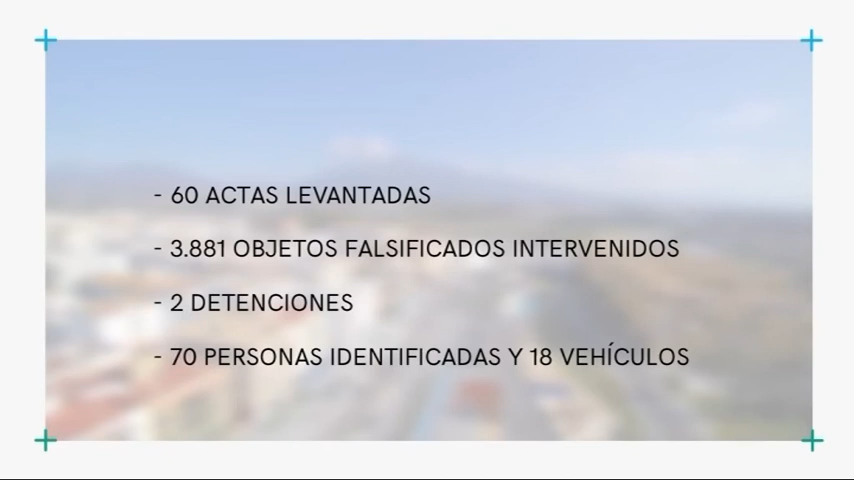 - 60 ACTAS LEVANTADAS
- 3.881 OBJETOS FALSIFICADOS INTERVENIDOS
- 2 DETENCIONES
- 70 PERSONAS IDENTIFICADAS Y 18 VEHÍCULOS